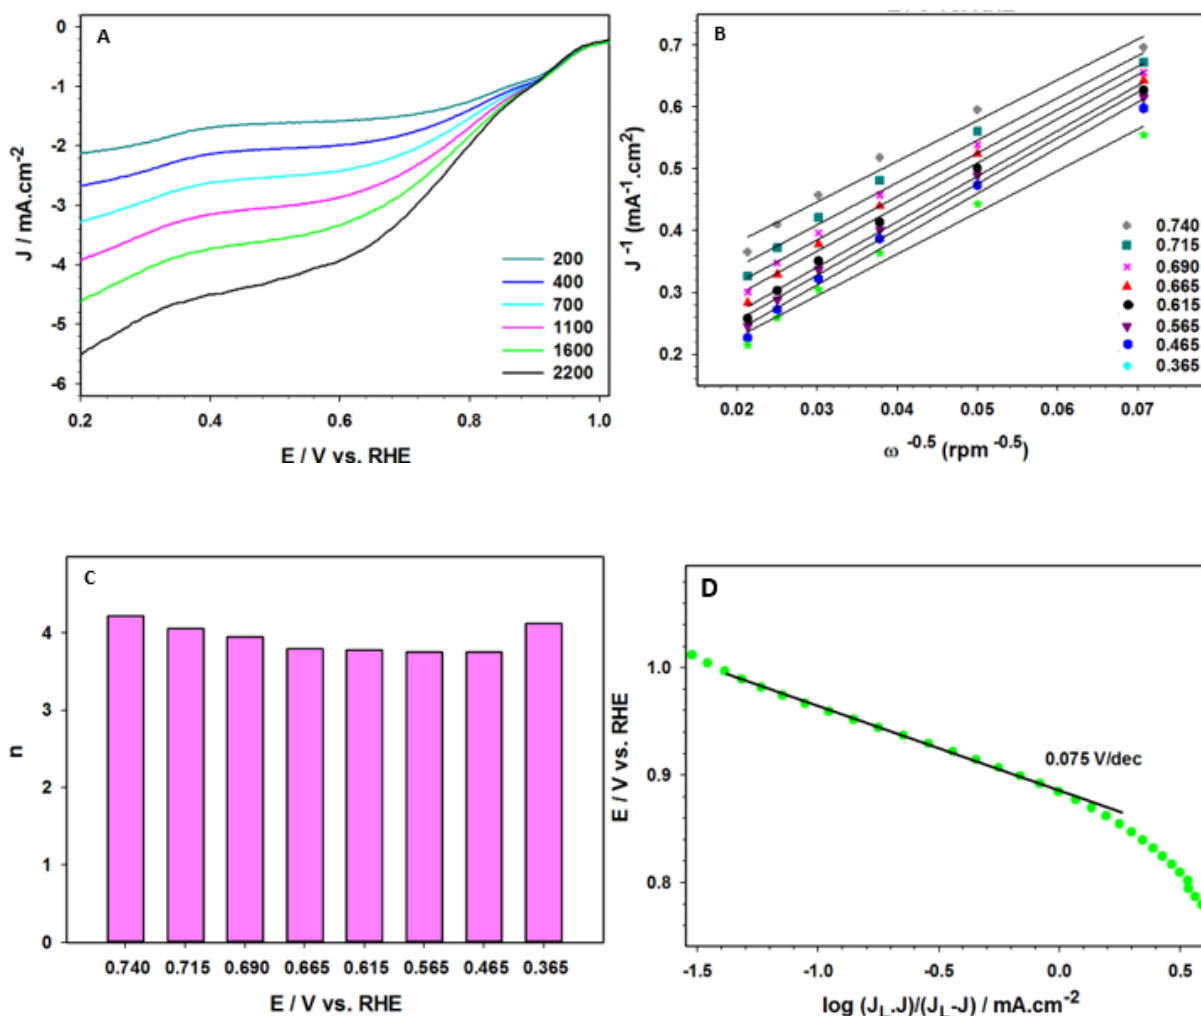 A
0
-1
-2
-3
-4
-5
-6
J / mA.cm-2
200
400
700
1100
1600
2200
0.2 0.4 0.6 0.8 1.0
E / V vs. RHE
B
0.7
0.6
0.5
0.4
0.3
0.2
J -1 (mA-1.cm2)
0.740
0.715
0.690
0.665
0.615
0.565
0.465
0.365
0.02 0.03 0.04 0.05 0.06 0.07
ω -0.5 (rpm -0.5)
C
4
3
2
1
0
n
0.740 0.715 0.690 0.665 0.615 0.565 0.465 0.365
E / V vs. RHE
D
1.0
0.9
0.8
E / V vs. RHE
0.075 V/dec
-1.5 -1.0 -0.5 0.0 0.5
log (JL.J)/(JL-J) / mA.cm-2